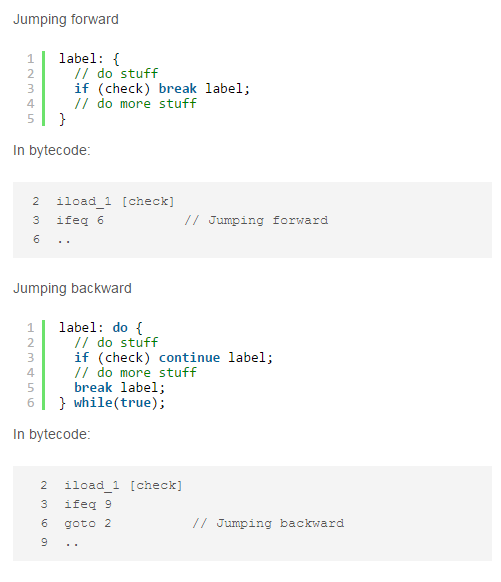 Jumping forward
1 label: {
2   // do stuff
3   if (check) break label;
4   // do more stuff
5 }
In bytecode:
2  iload_1 [check]
3  ifeq 6          // Jumping forward
6  ..
Jumping backward
1 label: do {
2   // do stuff
3   if (check) continue label;
4   // do more stuff
5   break label;
6 } while(true);
In bytecode:
2  iload_1 [check]
3  ifeq 9
6  goto 2          // Jumping backward
9  ..